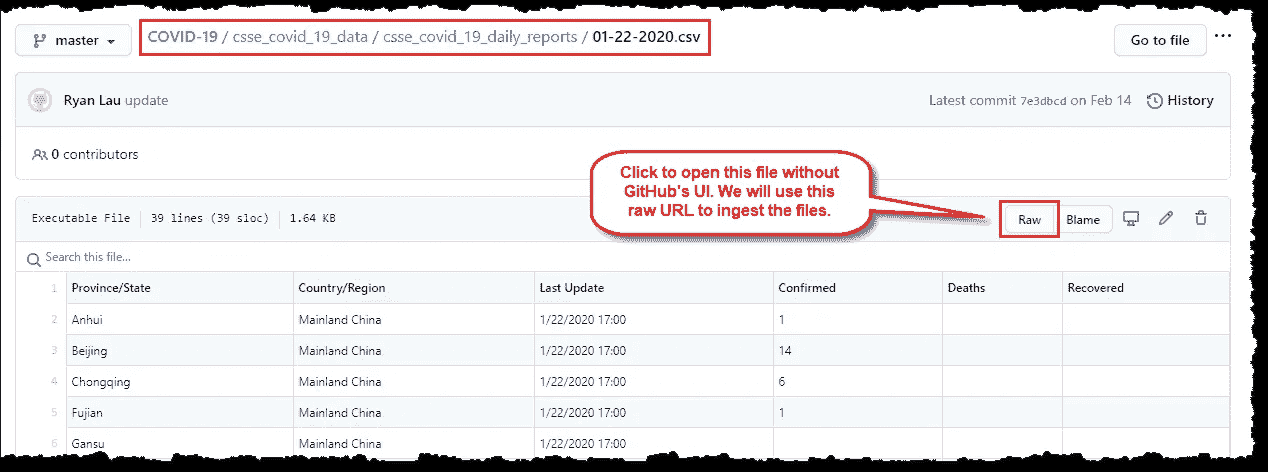 master
COVID-19 / csse_covid_19_data / csse_covid_19_daily_reports / 01-22-2020.csv
Go to file
Ryan Lau update
Latest commit 7e3dbcd on Feb 14
History
0 contributors
Click to open this file without
GitHub's UI. We will use this
raw URL to ingest the files.
Executable File
39 lines (39 sloc)
1.64 KB
Raw
Blame
Search this file...
1 Province/State Country/Region Last Update Confirmed Deaths Recovered
2 Anhui Mainland China 1/22/2020 17:00 1
3 Beijing Mainland China 1/22/2020 17:00 14
4 Chongqing Mainland China 1/22/2020 17:00 6
5 Fujian Mainland China 1/22/2020 17:00 1
6 Gansu Mainland China 1/22/2020 17:00